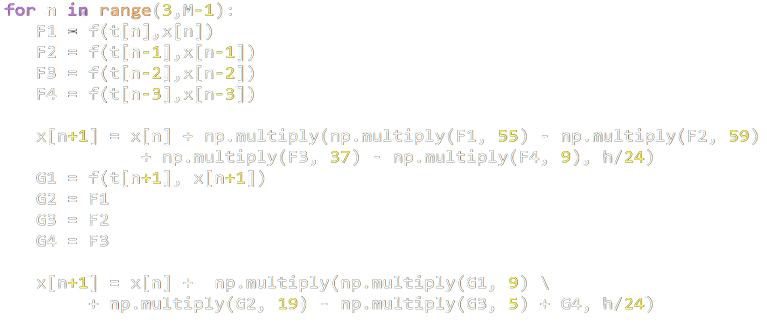 for n in range(3,M-1):
F1 = f(t[n],x[n])
F2 = f(t[n-1],x[n-1])
F3 = f(t[n-2],x[n-2])
F4 = f(t[n-3],x[n-3])
x[n+1] = x[n] + np.multiply(np.multiply(F1, 55) - np.multiply(F2, 59)
+ np.multiply(F3, 37) - np.multiply(F4, 9), h/24)
G1 = f(t[n+1], x[n+1])
G2 = F1
G3 = F2
G4 = F3
x[n+1] = x[n] + np.multiply(np.multiply(G1, 9) \
+ np.multiply(G2, 19) - np.multiply(G3, 5) + G4, h/24)